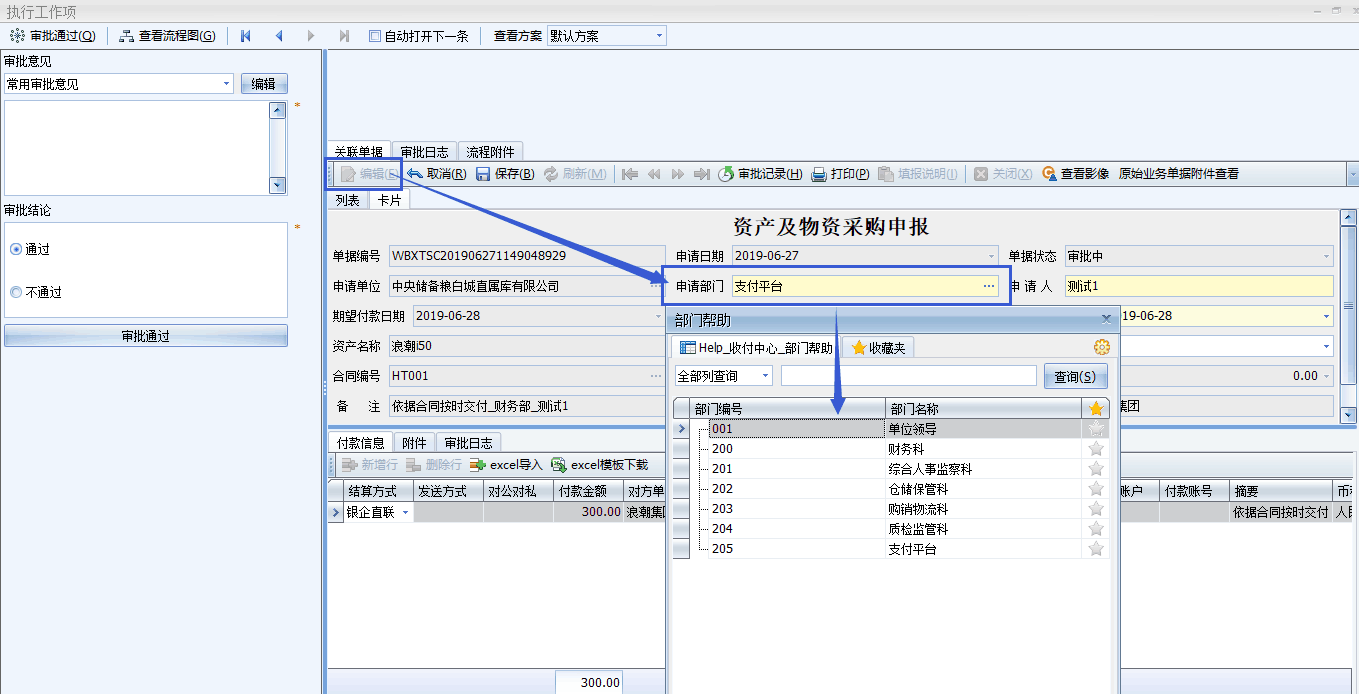 执行工作项
审批通过(Q) 查看流程图(G) 自动打开下一条 查看方案 默认方案
审批意见
常用审批意见 编辑
*
审批结论
*
通过
不通过
审批通过
关联单据 审批日志 流程附件
编辑(E) 取消(R) 保存(B) 刷新(M) 审批记录(H) 打印(P) 填报说明(I) 关闭(X) 查看影像 原始业务单据附件查看
列表 卡片
资产及物资采购申报
单据编号 WBXTSC201906271149048929 申请日期 2019-06-27 单据状态 审批中
申请单位 中央储备粮白城直属库有限公司 申请部门 支付平台 申 请 人 测试1
期望付款日期 2019-06-28 19-06-28
资产名称 浪潮i50
合同编号 HT001 0.00
备 注 依据合同按时交付_财务部_测试1 集团
部门帮助
Help_收付中心_部门帮助 收藏夹
全部列查询 查询(S)
部门编号 部门名称
001 单位领导
200 财务科
201 综合人事监察科
202 仓储保管科
203 购销物流科
204 质检监管科
205 支付平台
付款信息 附件 审批日志
新增行 删除行 excel导入 excel模板下载
结算方式 发送方式 对公对私 付款金额 对方单 账户 付款账号 摘要 币
银企直联 300.00 浪潮集团 依据合同按时交付 人民
300.00